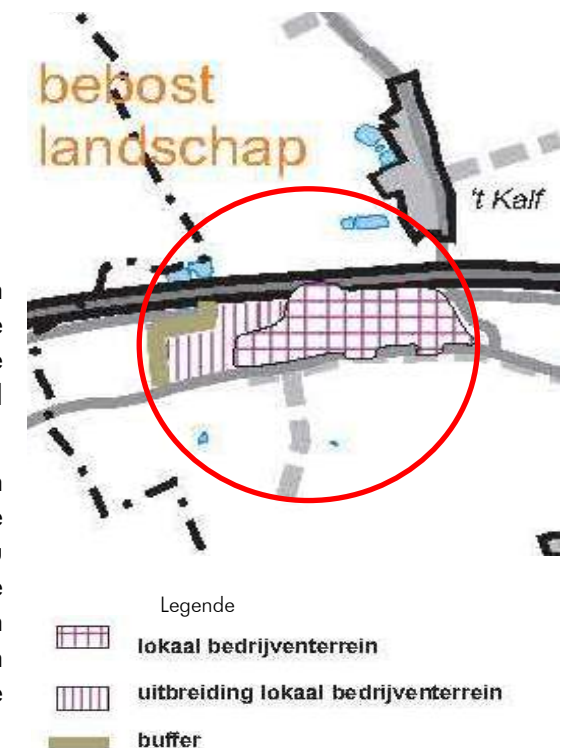 bebost
landschap
't Kalf
Legende
lokaal bedrijventerrein
uitbreiding lokaal bedrijventerrein
buffer